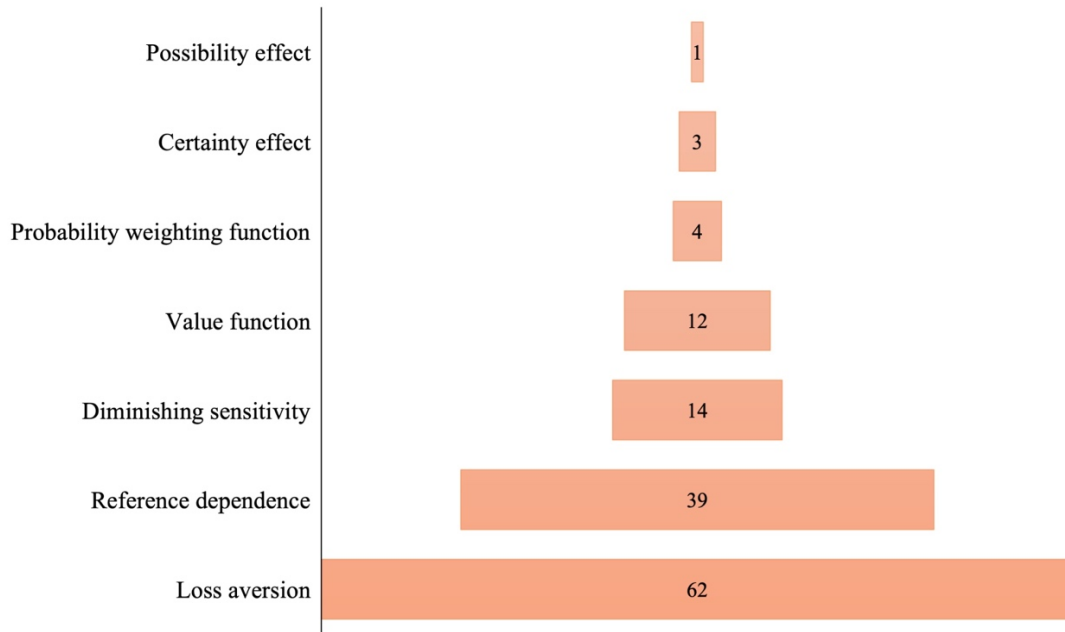 Possibility effect 1
Certainty effect 3
Probability weighting function 4
Value function 12
Diminishing sensitivity 14
Reference dependence 39
Loss aversion 62